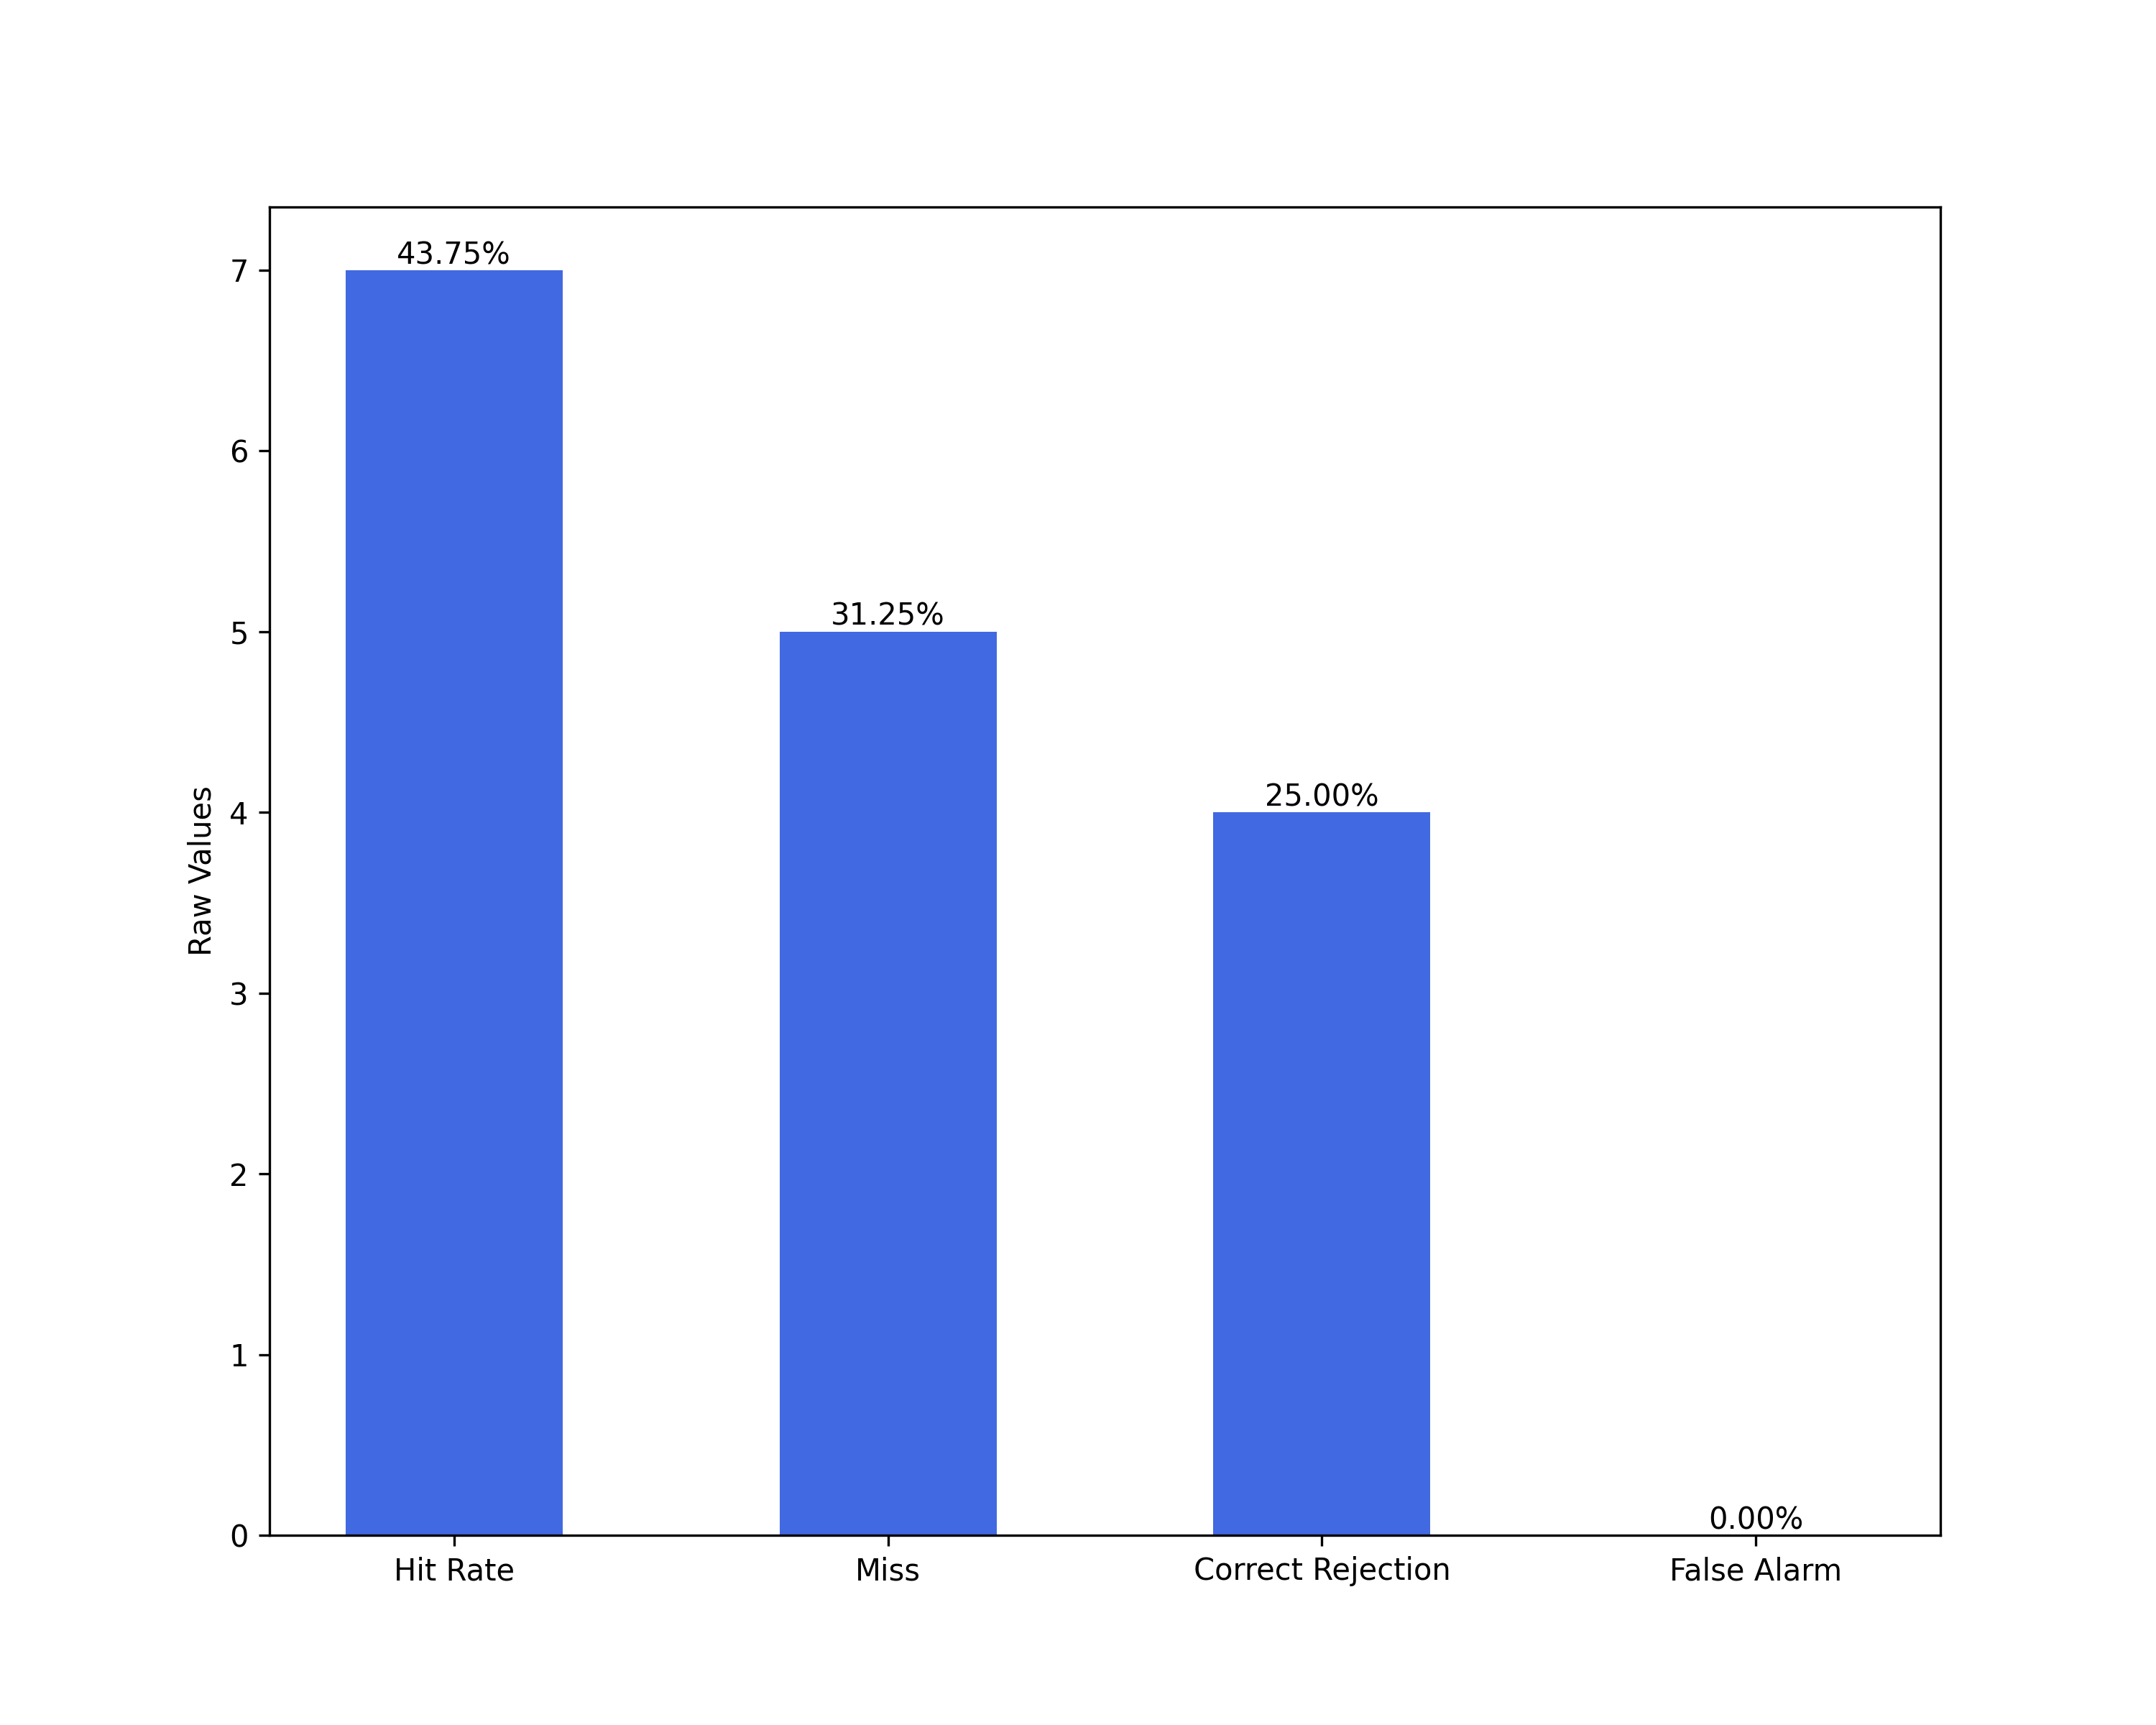 43.75%
7
6
31.25%
5
25.00%
4
Raw Values
3
2
1
0.00%
0
Hit Rate
Miss
Correct Rejection
False Alarm